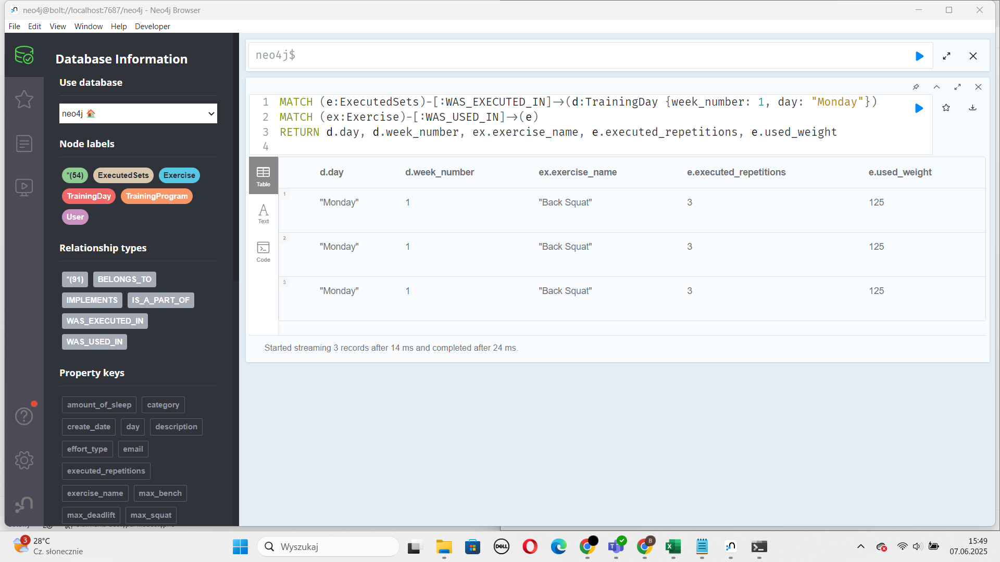 neo4j@bolt://localhost:7687/neo4j - Neo4j Browser
File Edit View Window Help Developer
Database Information
Use database
neo4j
Node labels
*(54) ExecutedSets Exercise
TrainingDay TrainingProgram
User
Relationship types
*(91) BELONGS_TO
IMPLEMENTS IS_A_PART_OF
WAS_EXECUTED_IN
WAS_USED_IN
Property keys
amount_of_sleep category
create_date day description
effort_type email
executed_repetitions
exercise_name max_bench
max_deadlift max_squat
neo4j$
1 MATCH (e:ExecutedSets)-[:WAS_EXECUTED_IN]->(d:TrainingDay {week_number: 1, day: "Monday"})
2 MATCH (ex:Exercise)-[:WAS_USED_IN]->(e)
3 RETURN d.day, d.week_number, ex.exercise_name, e.executed_repetitions, e.used_weight
4
Table
Text
Code
d.day d.week_number ex.exercise_name e.executed_repetitions e.used_weight
1 "Monday" 1 "Back Squat" 3 125
2 "Monday" 1 "Back Squat" 3 125
3 "Monday" 1 "Back Squat" 3 125
Started streaming 3 records after 14 ms and completed after 24 ms.
3
28°C
Cz. słonecznie
Wyszukaj
DELL
B
15:49
07.06.2025